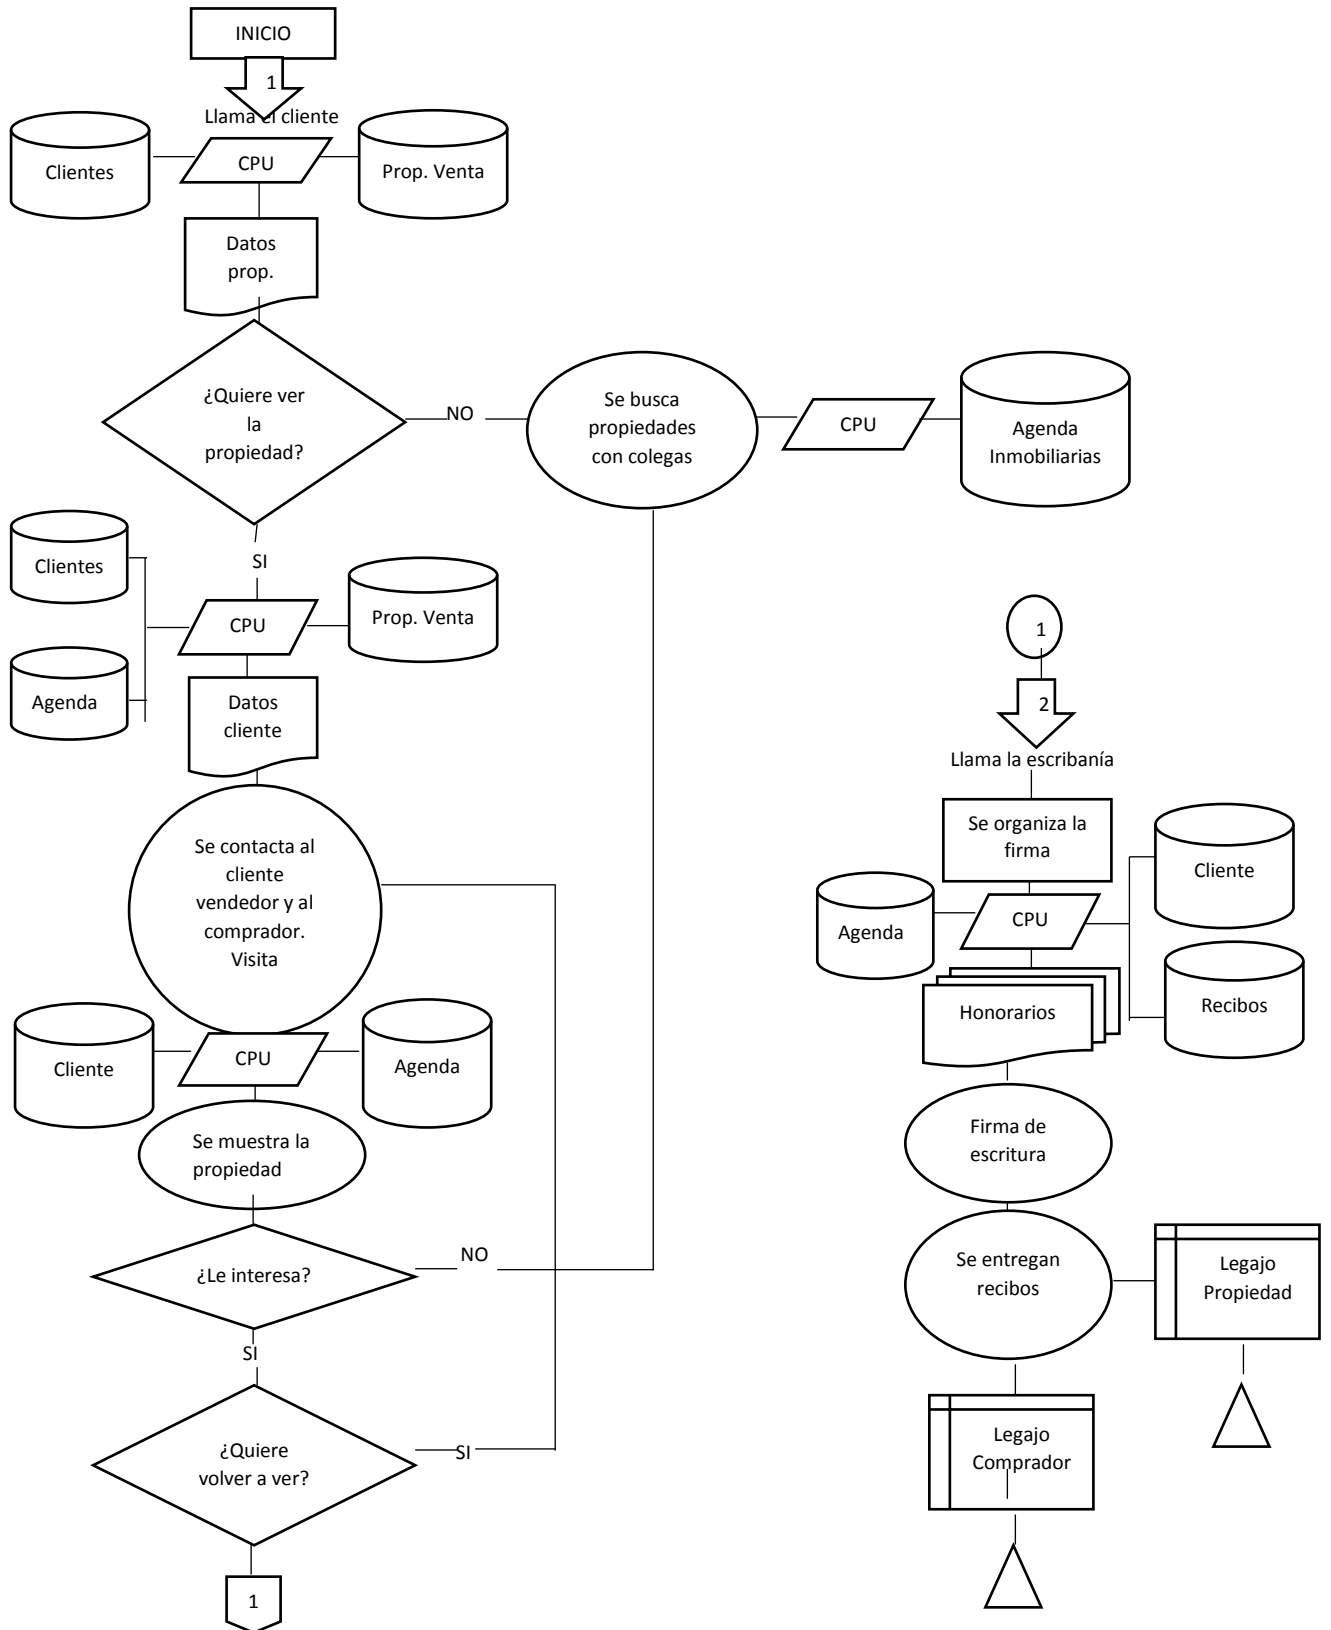 INICIO
1
Llama el cliente
Clientes
CPU
Prop. Venta
Datos
prop.
¿Quiere ver
la
propiedad?
NO
Se busca
propiedades
con colegas
CPU
Agenda
Inmobiliarias
SI
Clientes
CPU
Prop. Venta
Agenda
Datos
cliente
Se contacta al
cliente
vendedor y al
comprador.
Visita
Cliente
CPU
Agenda
Se muestra la
propiedad
¿Le interesa?
NO
SI
¿Quiere
volver a ver?
SI
1
1
2
Llama la escribanía
Se organiza la
firma
Cliente
Agenda
CPU
Recibos
Honorarios
Firma de
escritura
Se entregan
recibos
Legajo
Propiedad
Legajo
Comprador